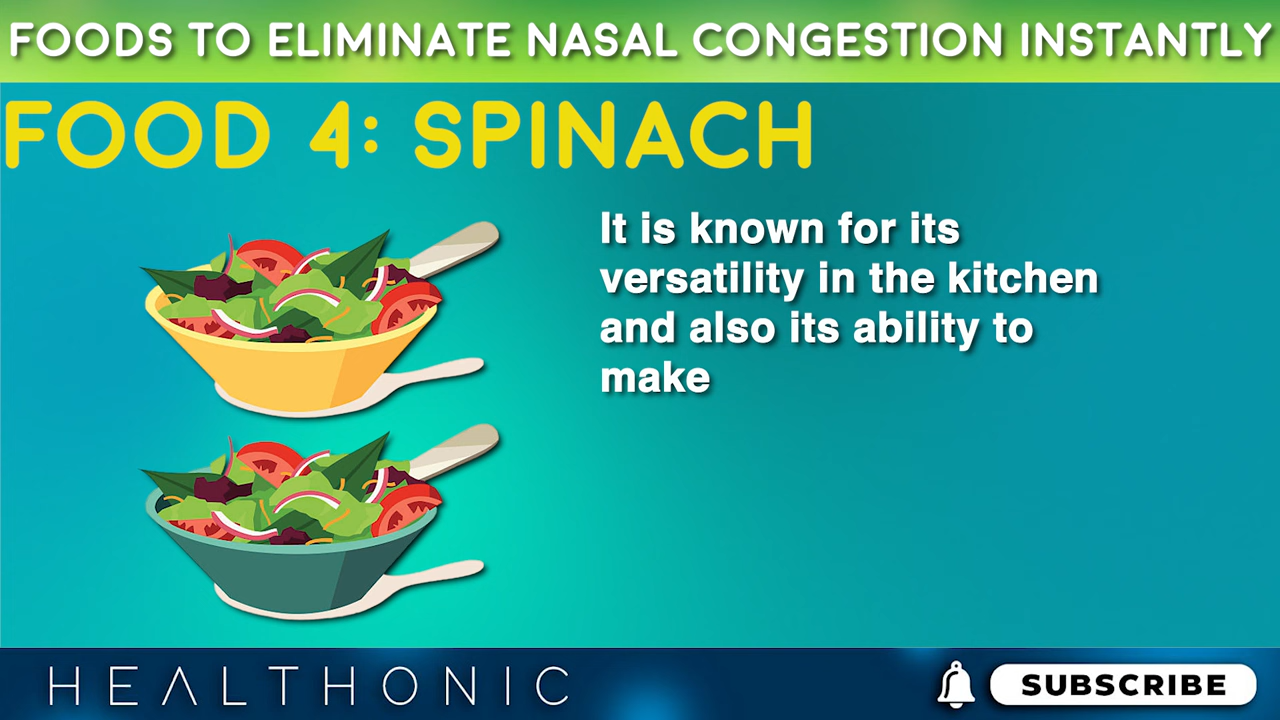 FOODS TO ELIMINATE NASAL CONGESTION INSTANTLY
FOOD 4: SPINACH
It is known for its
versatility in the kitchen
and also its ability to
make
HEALTHONIC
SUBSCRIBE